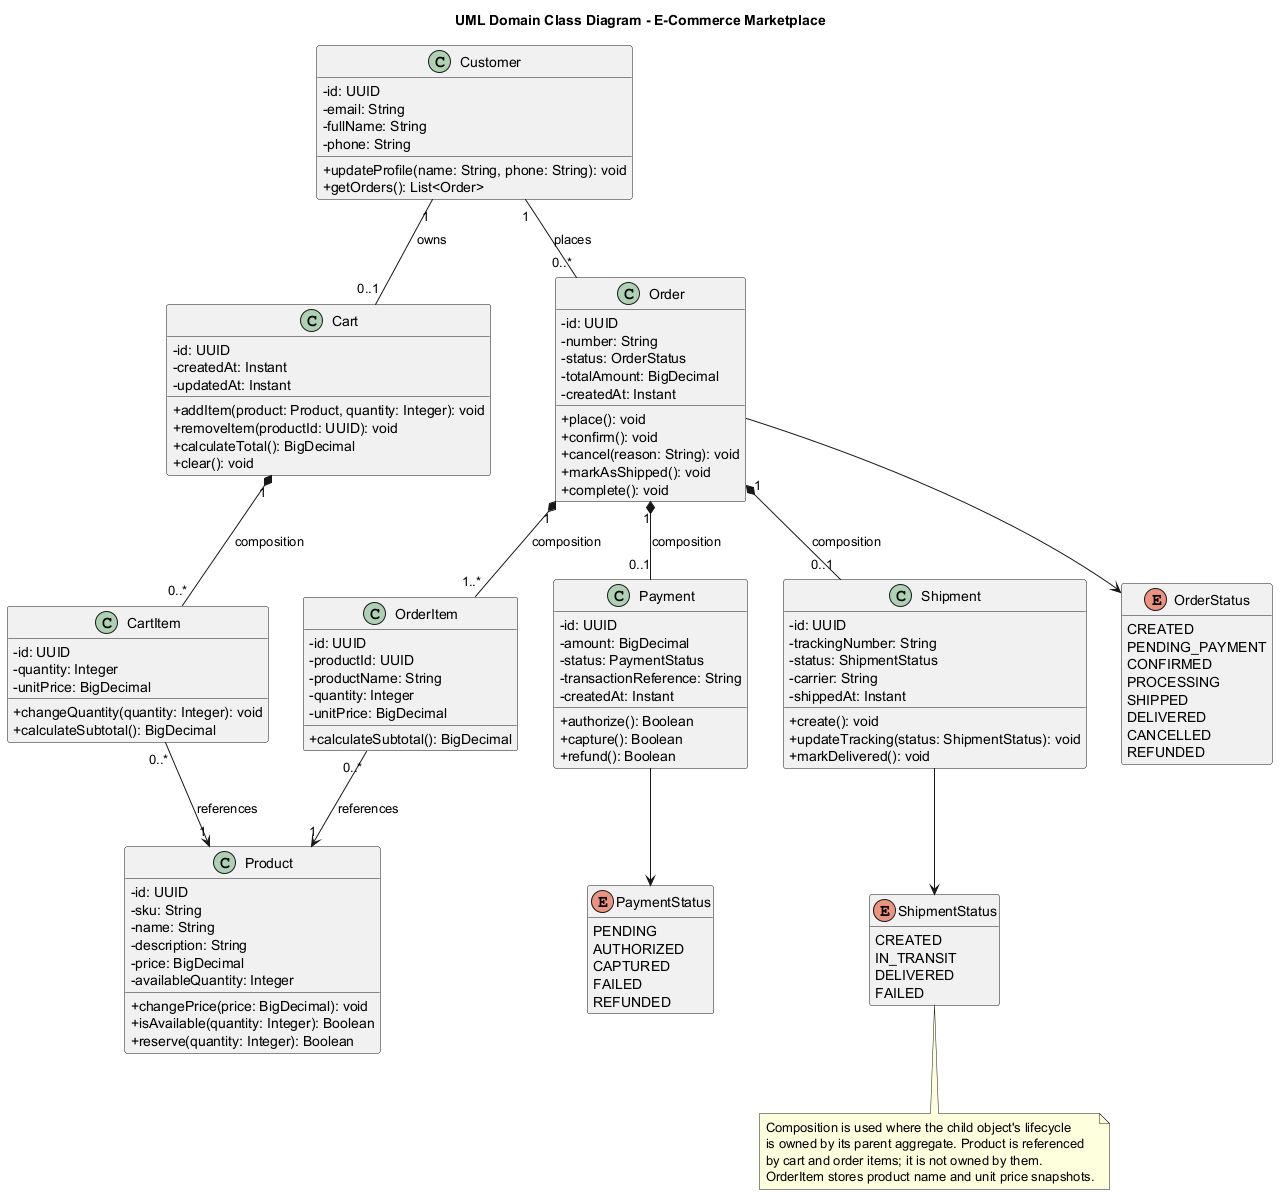 UML Domain Class Diagram - E-Commerce Marketplace
C Customer
-id: UUID
-email: String
-fullName: String
-phone: String
+updateProfile(name: String, phone: String): void
+getOrders(): List<Order>
1
1
owns
places
0..1
0..*
C Cart
-id: UUID
-createdAt: Instant
-updatedAt: Instant
+addItem(product: Product, quantity: Integer): void
+removeItem(productId: UUID): void
+calculateTotal(): BigDecimal
+clear(): void
C Order
-id: UUID
-number: String
-status: OrderStatus
-totalAmount: BigDecimal
-createdAt: Instant
+place(): void
+confirm(): void
+cancel(reason: String): void
+markAsShipped(): void
+complete(): void
1
1
1
1
composition
composition
composition
composition
0..*
1..*
0..1
0..1
C CartItem
-id: UUID
-quantity: Integer
-unitPrice: BigDecimal
+changeQuantity(quantity: Integer): void
+calculateSubtotal(): BigDecimal
C OrderItem
-id: UUID
-productId: UUID
-productName: String
-quantity: Integer
-unitPrice: BigDecimal
+calculateSubtotal(): BigDecimal
C Payment
-id: UUID
-amount: BigDecimal
-status: PaymentStatus
-transactionReference: String
-createdAt: Instant
+authorize(): Boolean
+capture(): Boolean
+refund(): Boolean
C Shipment
-id: UUID
-trackingNumber: String
-status: ShipmentStatus
-carrier: String
-shippedAt: Instant
+create(): void
+updateTracking(status: ShipmentStatus): void
+markDelivered(): void
E OrderStatus
CREATED
PENDING_PAYMENT
CONFIRMED
PROCESSING
SHIPPED
DELIVERED
CANCELLED
REFUNDED
0..*
0..*
references
references
1
1
C Product
-id: UUID
-sku: String
-name: String
-description: String
-price: BigDecimal
-availableQuantity: Integer
+changePrice(price: BigDecimal): void
+isAvailable(quantity: Integer): Boolean
+reserve(quantity: Integer): Boolean
E PaymentStatus
PENDING
AUTHORIZED
CAPTURED
FAILED
REFUNDED
E ShipmentStatus
CREATED
IN_TRANSIT
DELIVERED
FAILED
Composition is used where the child object's lifecycle
is owned by its parent aggregate. Product is referenced
by cart and order items; it is not owned by them.
OrderItem stores product name and unit price snapshots.